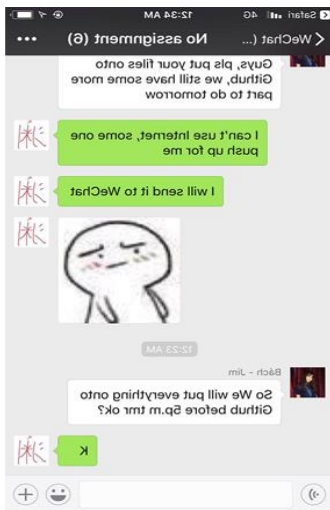 Safari 4G 12:34 AM
WeChat (... No assignment (6)
Guys, pls put your files onto
Github, we still have some more
part to do tomorrow
I can't use Internet, some one
push up for me
I will send it to WeChat
12:23 AM
Bách - Jim
So We will put everything onto
Github before 5p.m tmr ok?
K